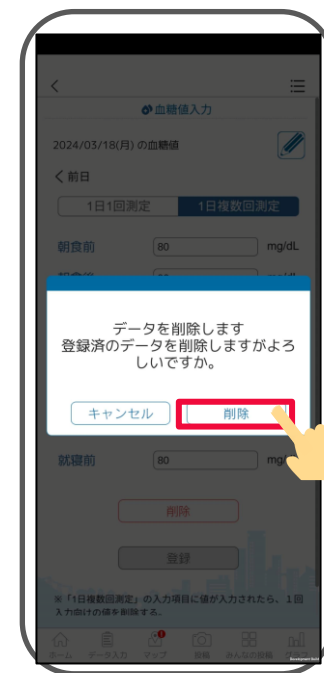 血糖値入力
2024/03/18(月) の血糖値
前日
1日1回測定 1日複数回測定
朝食前 80 mg/dL
データを削除します
登録済のデータを削除しますがよろ
しいですか。
キャンセル 削除
就寝前 80 mg/
削除
登録
※「1日複数回測定」の入力項目に値が入力されたら、1回
入力向けの値を削除する。
ホーム データ入力 マップ 投稿 みんなの投稿 グラフ